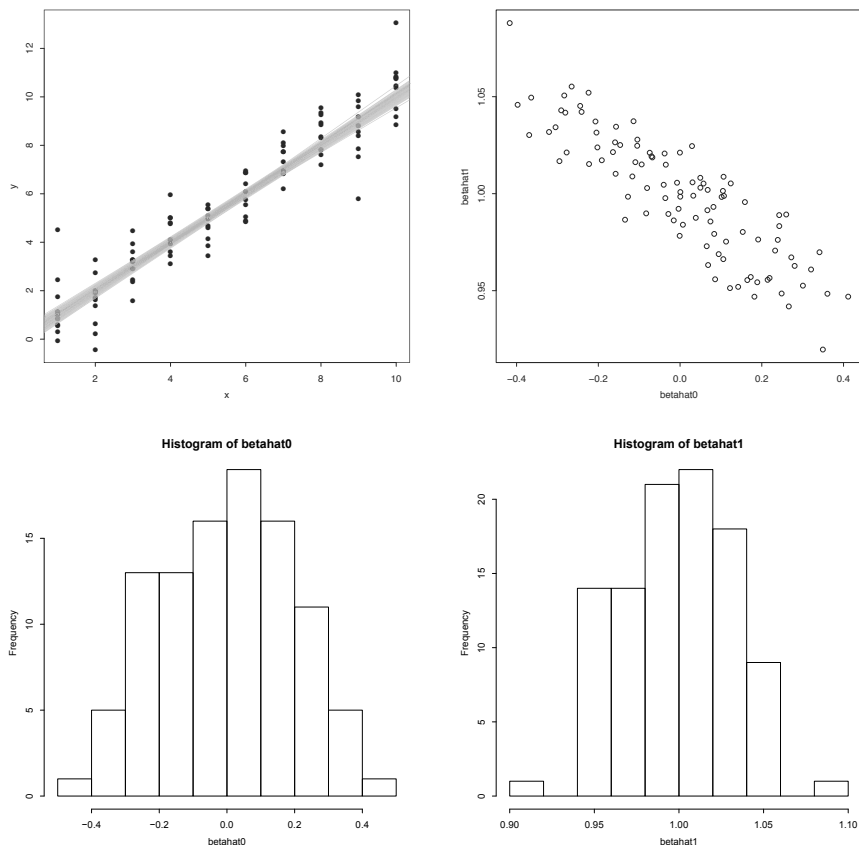 y
0 2 4 6 8 10 12
2 4 6 8 10
x
betahat1
0.95 1.00 1.05
−0.4 −0.2 0.0 0.2 0.4
betahat0
Histogram of betahat0
Frequency
0 5 10 15
−0.4 −0.2 0.0 0.2 0.4
betahat0
Histogram of betahat1
Frequency
0 5 10 15 20
0.90 0.95 1.00 1.05 1.10
betahat1